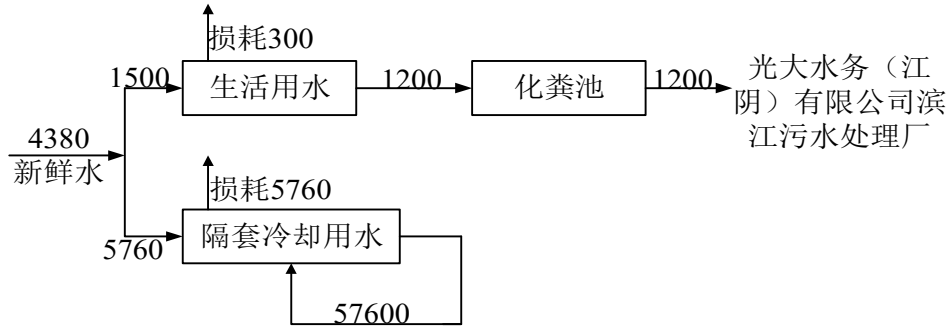 损耗300
1500
生活用水
1200
化粪池
1200
光大水务（江
阴）有限公司滨
江污水处理厂
4380
新鲜水
损耗5760
5760
隔套冷却用水
57600